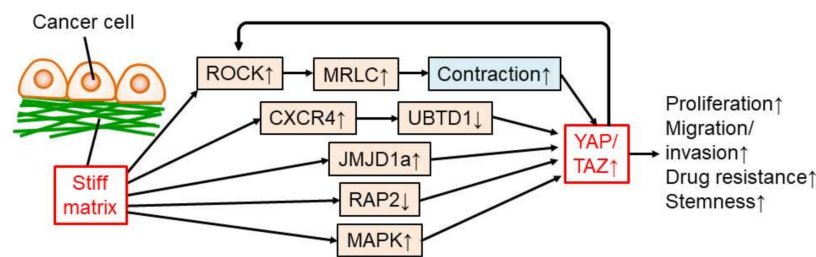 Cancer cell
ROCK↑
MRLC↑
Contraction↑
CXCR4↑
UBTD1↓
JMJD1a↑
RAP2↓
MAPK↑
Stiff
matrix
YAP/
TAZ↑
Proliferation↑
Migration/
invasion↑
Drug resistance↑
Stemness↑